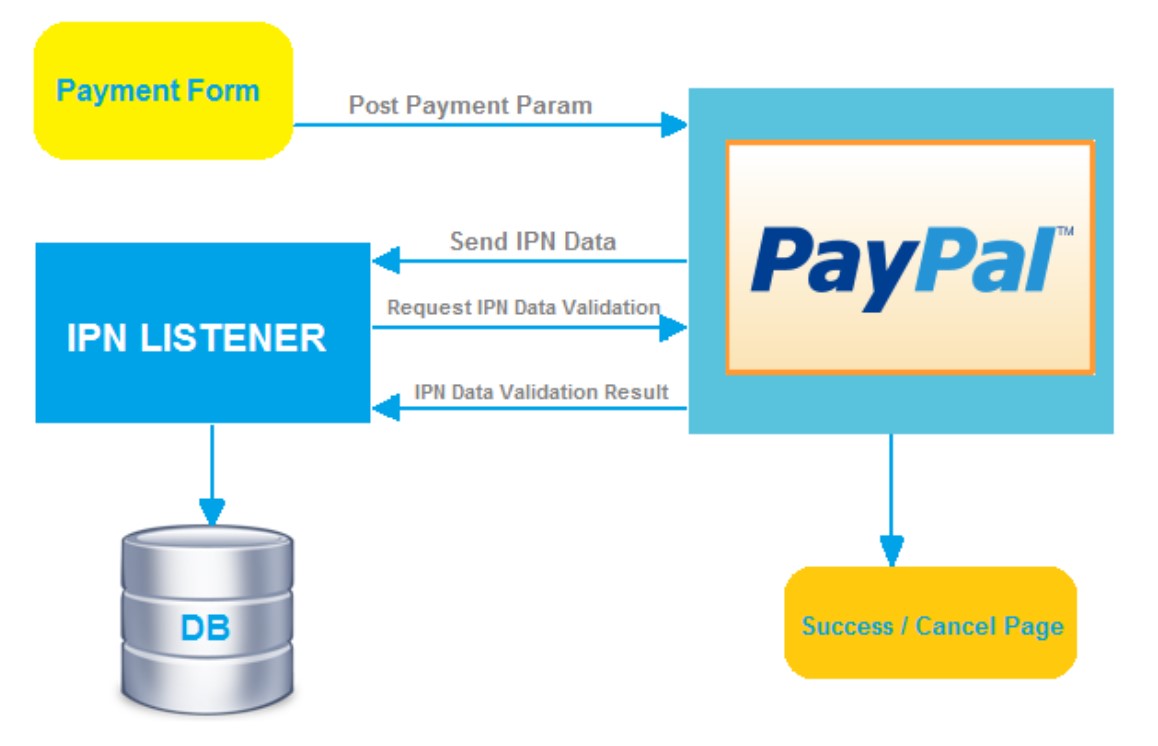 Payment Form
Post Payment Param
PayPal™
Send IPN Data
Request IPN Data Validation
IPN LISTENER
IPN Data Validation Result
DB
Success / Cancel Page